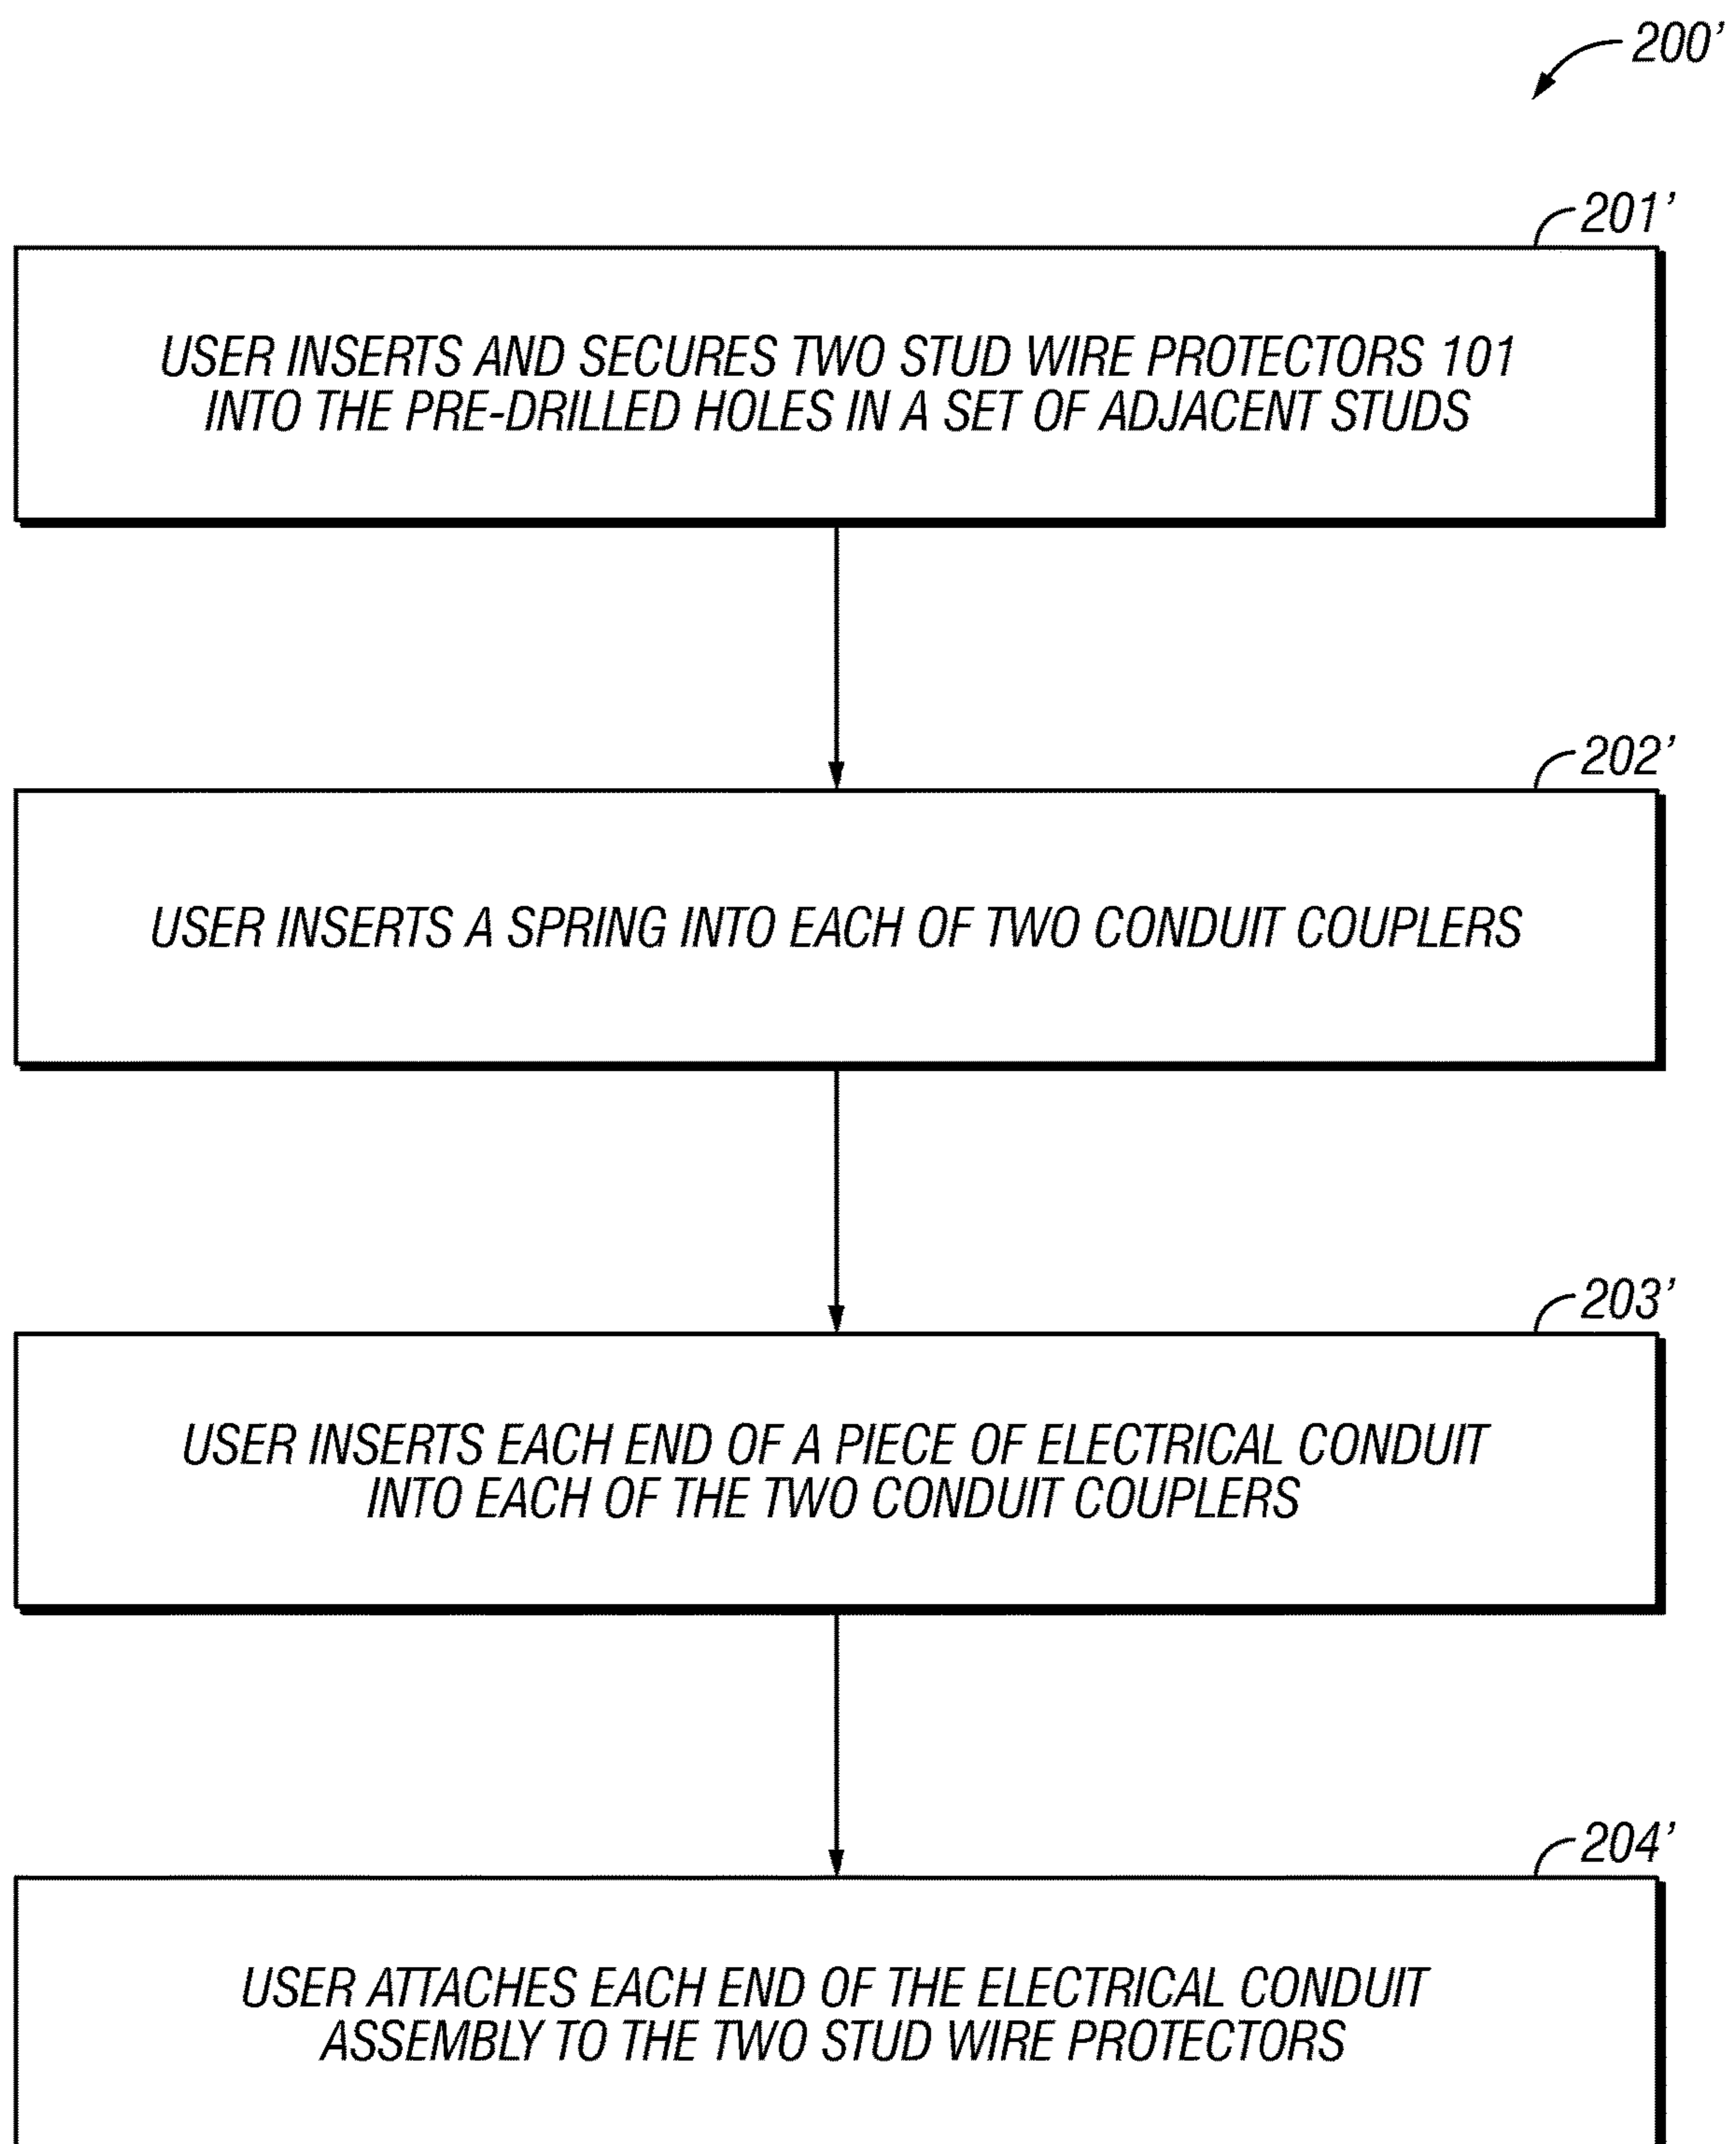 200’
201’
USER INSERTS AND SECURES TWO STUD WIRE PROTECTORS 101
INTO THE PRE-DRILLED HOLES IN A SET OF ADJACENT STUDS
202’
USER INSERTS A SPRING INTO EACH OF TWO CONDUIT COUPLERS
203’
USER INSERTS EACH END OF A PIECE OF ELECTRICAL CONDUIT
INTO EACH OF THE TWO CONDUIT COUPLERS
204’
USER ATTACHES EACH END OF THE ELECTRICAL CONDUIT
ASSEMBLY TO THE TWO STUD WIRE PROTECTORS